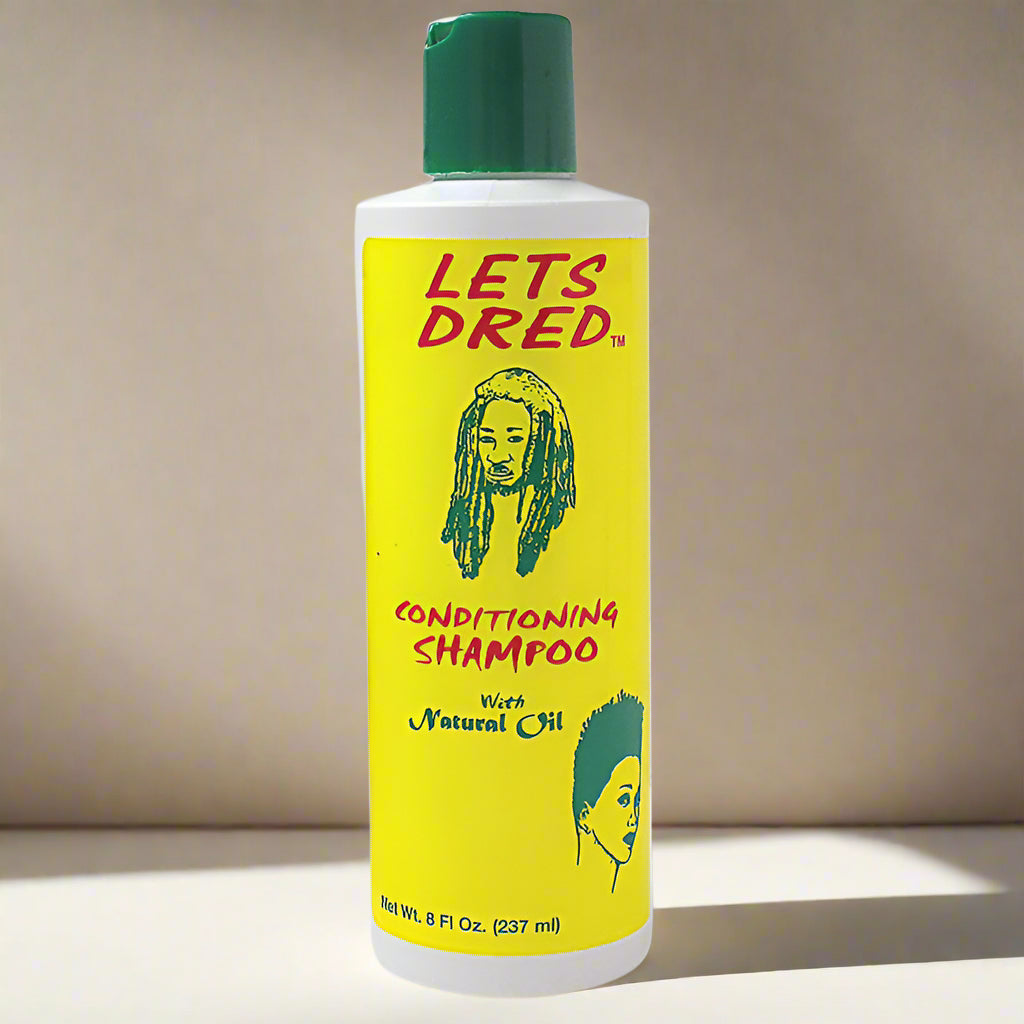 LETS
DRED™
CONDITIONING
SHAMPOO
With
Natural Oil
Net Wt. 8 Fl Oz. (237 ml)